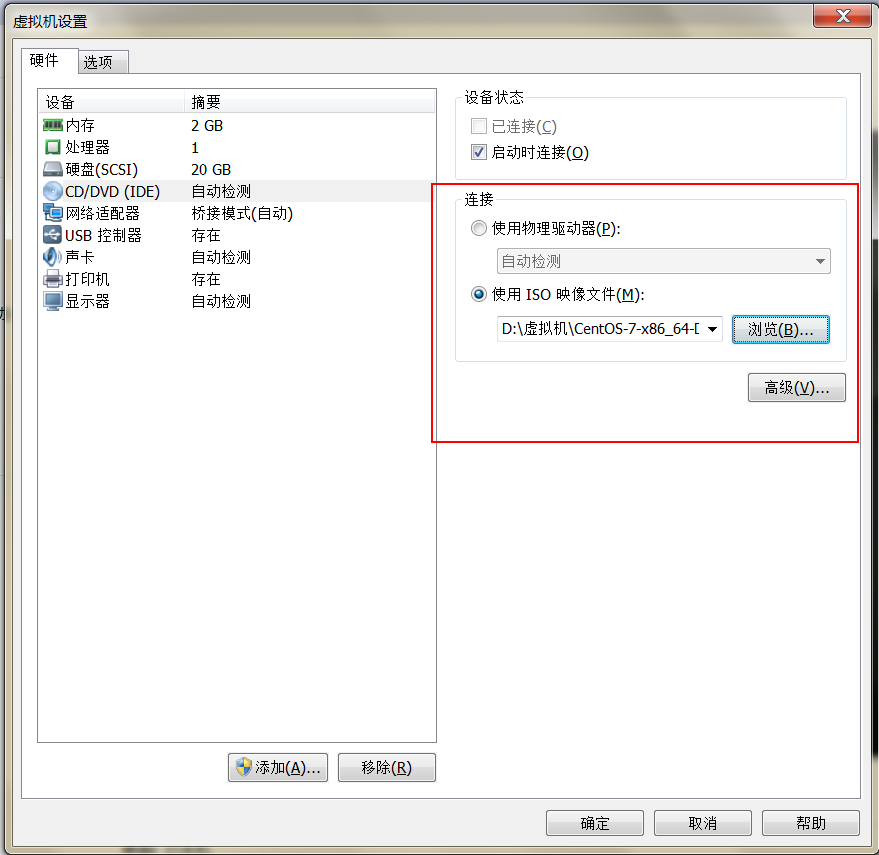 虚拟机设置
硬件 选项
设备 摘要
内存 2 GB
处理器 1
硬盘(SCSI) 20 GB
CD/DVD (IDE) 自动检测
网络适配器 桥接模式(自动)
USB 控制器 存在
声卡 自动检测
打印机 存在
显示器 自动检测
添加(A)... 移除(R)
设备状态
已连接(C)
启动时连接(O)
连接
使用物理驱动器(P):
自动检测
使用 ISO 映像文件(M):
D:\虚拟机\CentOS-7-x86_64-D 浏览(B)...
高级(V)...
确定 取消 帮助